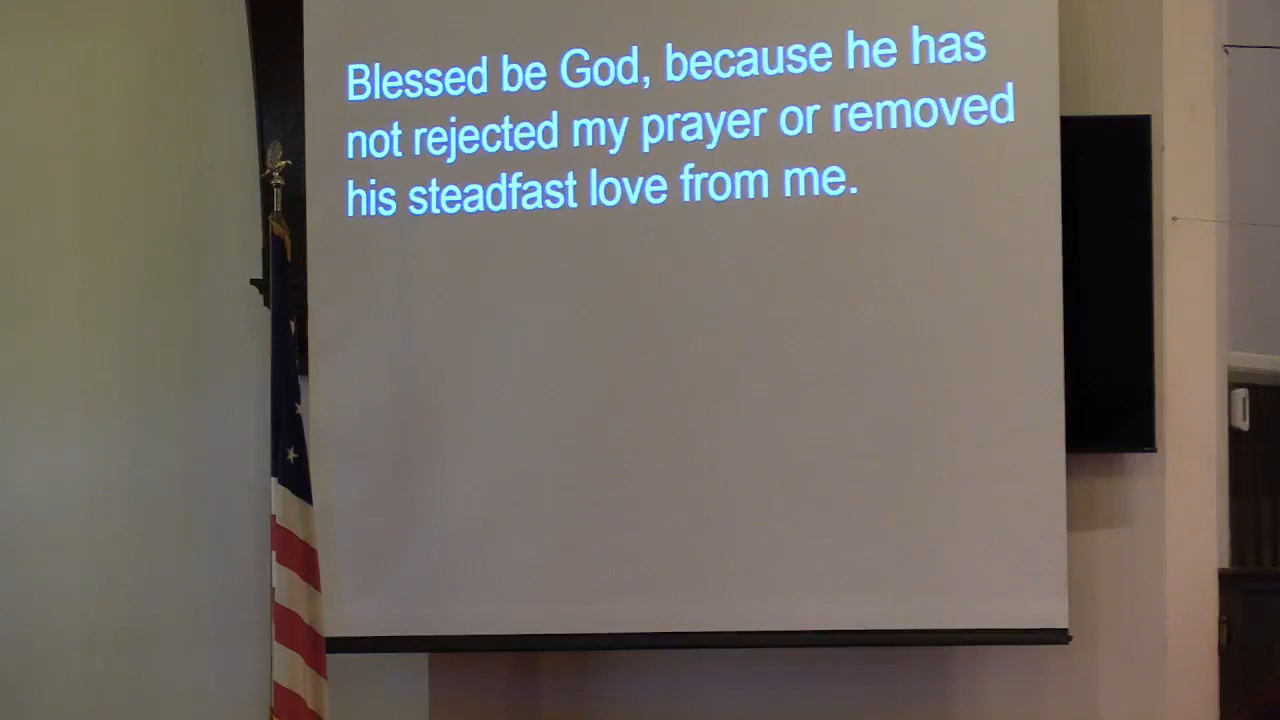 Blessed be God, because he has
not rejected my prayer or removed
his steadfast love from me.